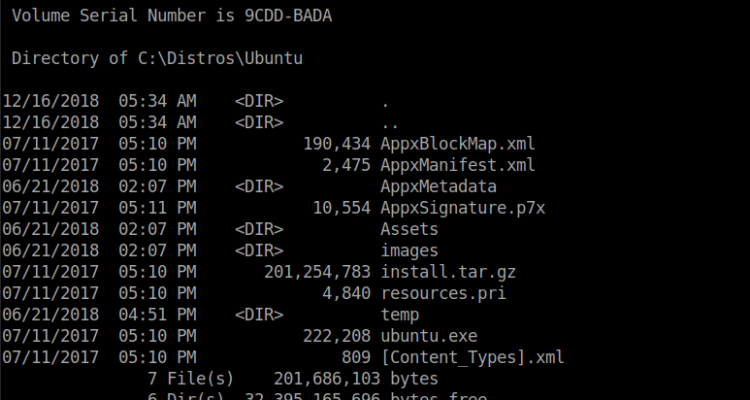 Volume Serial Number is 9CDD-BADA
Directory of C:\Distros\Ubuntu
12/16/2018 05:34 AM <DIR> .
12/16/2018 05:34 AM <DIR> ..
07/11/2017 05:10 PM 190,434 AppxBlockMap.xml
07/11/2017 05:10 PM 2,475 AppxManifest.xml
06/21/2018 02:07 PM <DIR> AppxMetadata
07/11/2017 05:11 PM 10,554 AppxSignature.p7x
06/21/2018 02:07 PM <DIR> Assets
06/21/2018 02:07 PM <DIR> images
07/11/2017 05:10 PM 201,254,783 install.tar.gz
07/11/2017 05:10 PM 4,840 resources.pri
06/21/2018 04:51 PM <DIR> temp
07/11/2017 05:10 PM 222,208 ubuntu.exe
07/11/2017 05:10 PM 809 [Content_Types].xml
7 File(s) 201,686,103 bytes
6 Dir(s) 32,395,165,696 bytes free